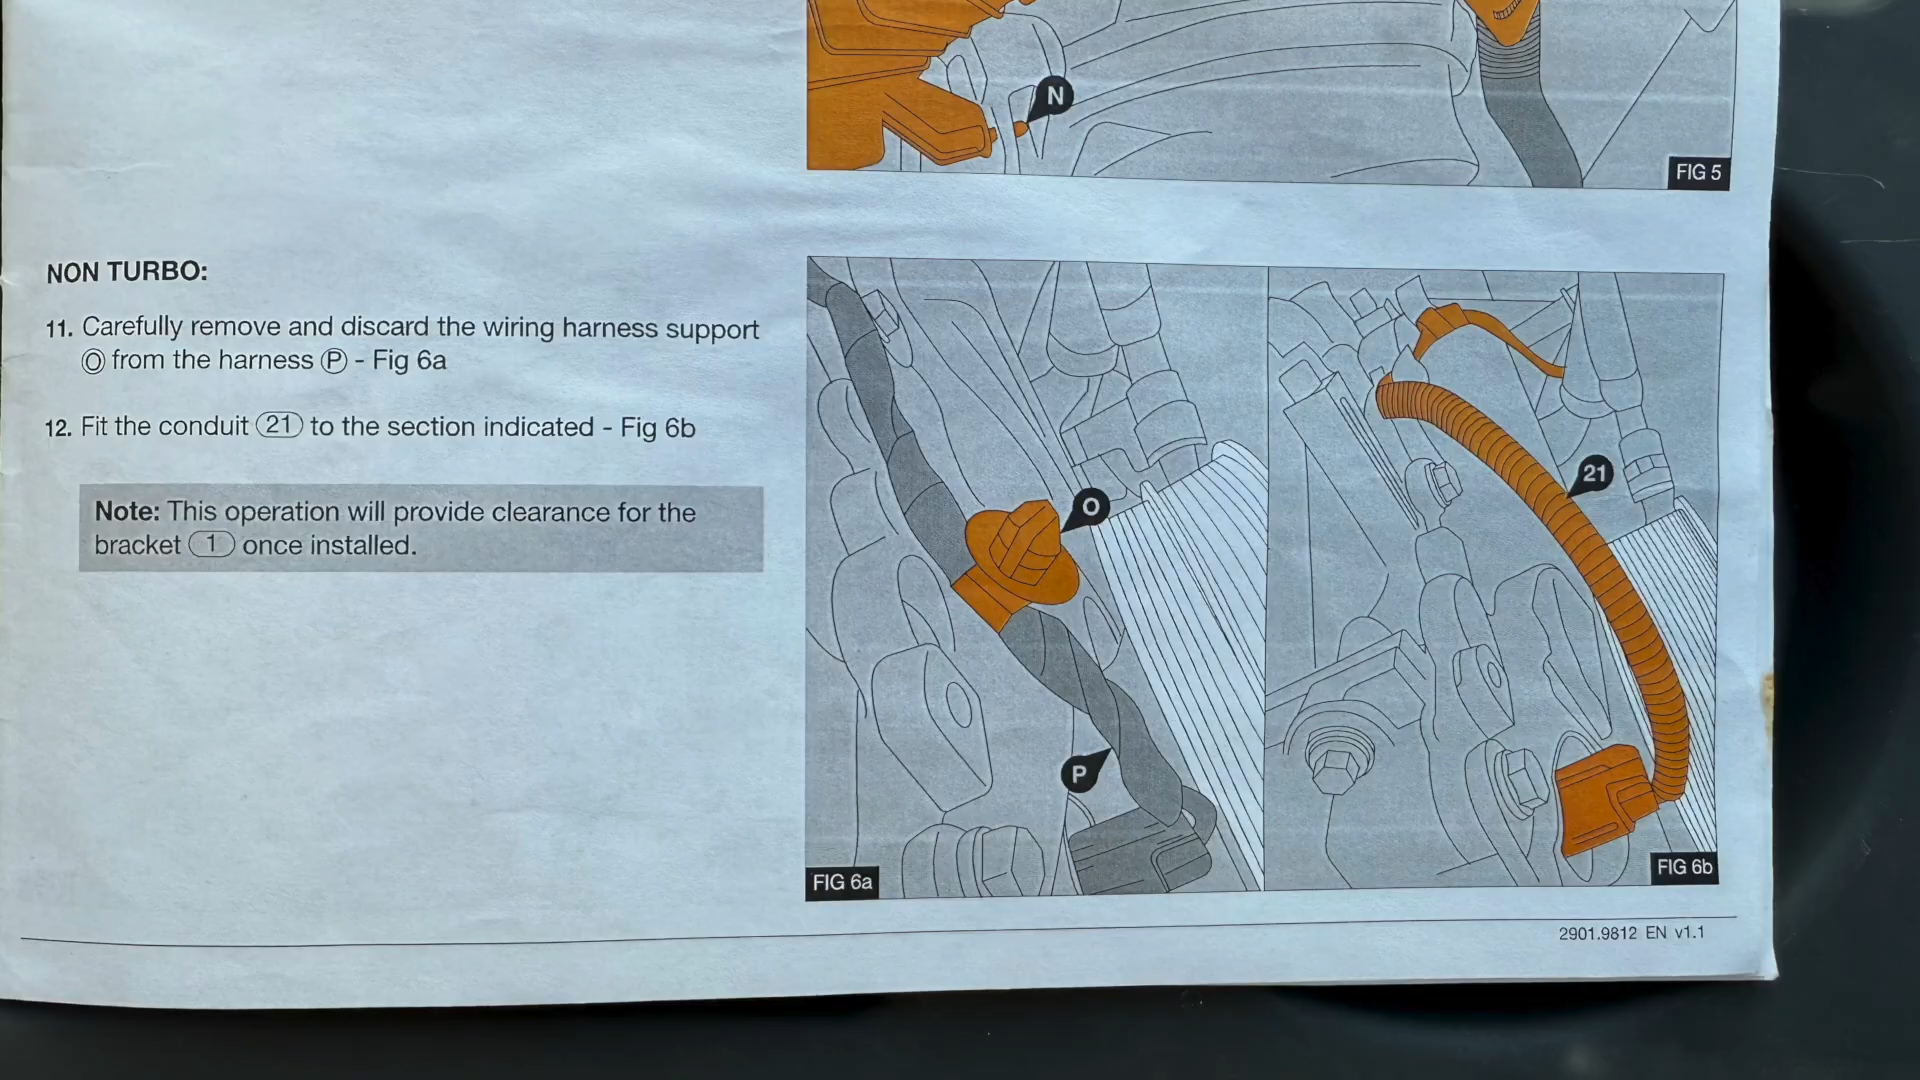 N
FIG 5
NON TURBO:
11. Carefully remove and discard the wiring harness support
O from the harness P - Fig 6a
12. Fit the conduit 21 to the section indicated - Fig 6b
Note: This operation will provide clearance for the
bracket 1 once installed.
O
P
FIG 6a
21
FIG 6b
2901.9812 EN v1.1